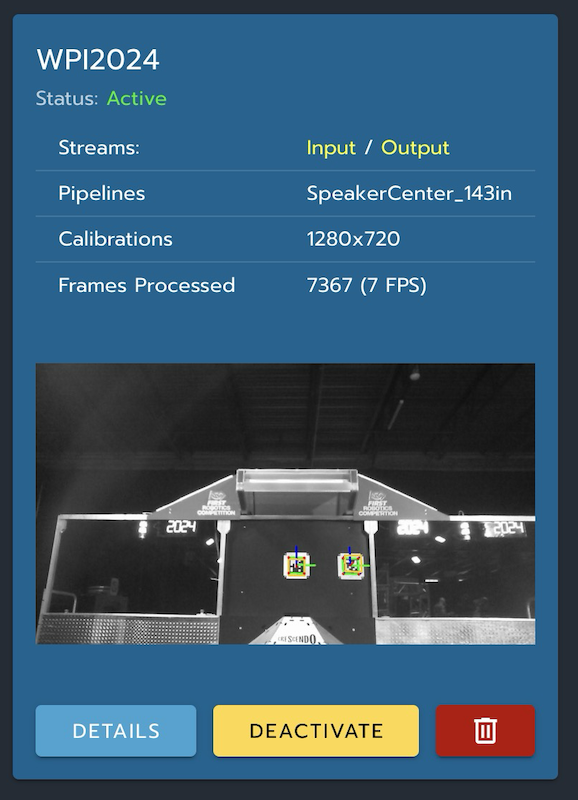 WPI2024
Status: Active
Streams: Input / Output
Pipelines SpeakerCenter_143in
Calibrations 1280x720
Frames Processed 7367 (7 FPS)
FIRST ROBOTICS COMPETITION
FIRST ROBOTICS COMPETITION
2024 2024 2024
CRESCENDO
DETAILS DEACTIVATE